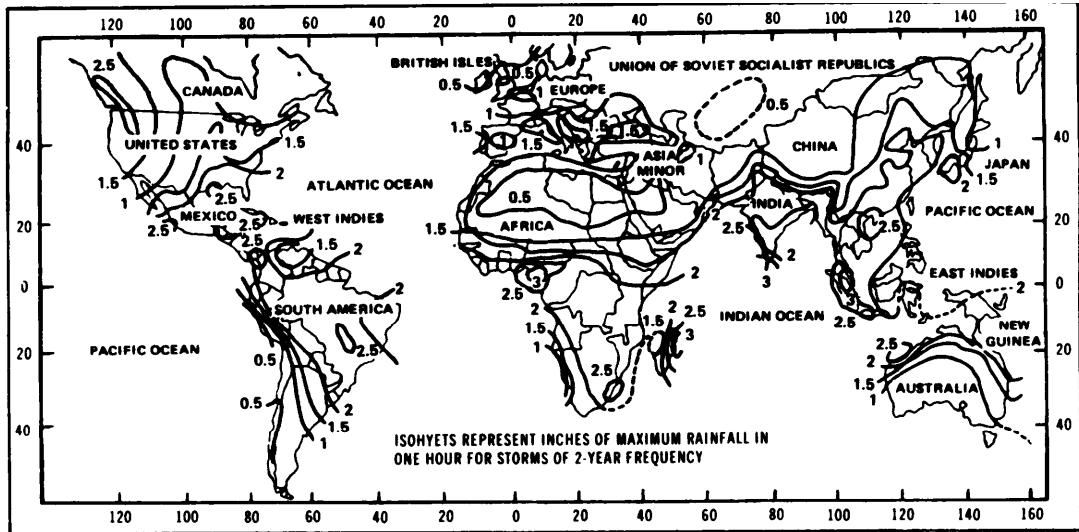 120 100 80 60 40 20 0 20 40 60 80 100 120 140 160
2.5
CANADA
BRITISH ISLES
0.5
0.5
1
EUROPE
UNION OF SOVIET SOCIALIST REPUBLICS
0.5
40
UNITED STATES
1.5
2
1.5
1
2.5
MEXICO
2.5
2.5
2.5
2.5
WEST INDIES
1.5
2
ATLANTIC OCEAN
1
1.5
1
1.5
1.5
1.5
ASIA
MINOR
1
CHINA
40
1
JAPAN
2
1.5
20
0.5
AFRICA
1.5
2
INDIA
2.5
2
3
2.5
PACIFIC OCEAN
20
0
3
2.5
2
3
2.5
EAST INDIES
2
0
SOUTH AMERICA
2
2.5
0.5
PACIFIC OCEAN
2
1.5
1
2 2.5
1.5
3
INDIAN OCEAN
NEW
GUINEA
2.5
2
1.5
1
AUSTRALIA
20
20
0.5
2
1.5
1
2.5
40
40
ISOHYETS REPRESENT INCHES OF MAXIMUM RAINFALL IN
ONE HOUR FOR STORMS OF 2-YEAR FREQUENCY
120 100 80 60 40 20 0 20 40 60 80 100 120 140 160